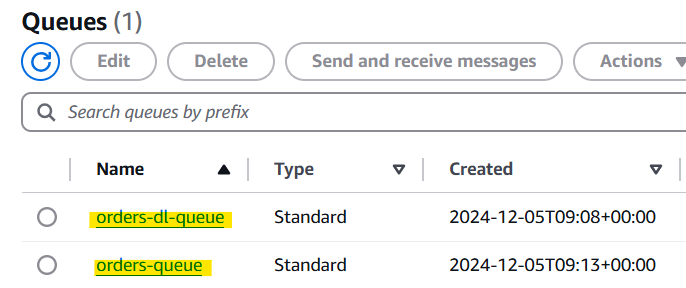 Queues (1)
Edit Delete Send and receive messages Actions
Search queues by prefix
Name Type Created
orders-dl-queue Standard 2024-12-05T09:08+00:00
orders-queue Standard 2024-12-05T09:13+00:00